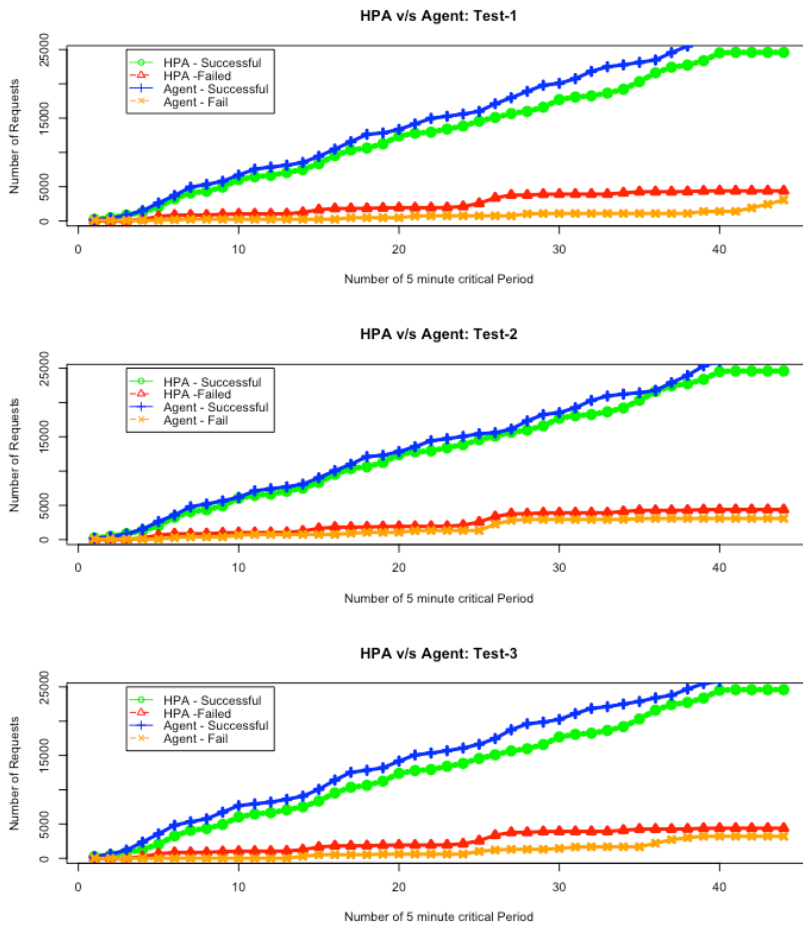 HPA v/s Agent: Test-1
HPA - Successful
HPA -Failed
Agent - Successful
Agent - Fail
Number of Requests
0
5000
15000
25000
0
10
20
30
40
Number of 5 minute critical Period
HPA v/s Agent: Test-2
HPA - Successful
HPA -Failed
Agent - Successful
Agent - Fail
Number of Requests
0
5000
15000
25000
0
10
20
30
40
Number of 5 minute critical Period
HPA v/s Agent: Test-3
HPA - Successful
HPA -Failed
Agent - Successful
Agent - Fail
Number of Requests
0
5000
15000
25000
0
10
20
30
40
Number of 5 minute critical Period